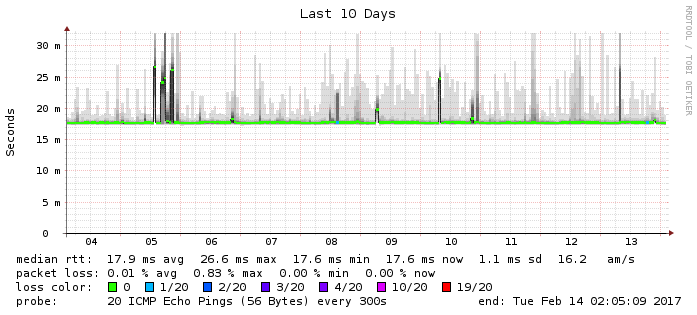 Last 10 Days
RRDTOOL / TOBI OETIKER
Seconds
30 m
25 m
20 m
15 m
10 m
5 m
0
04 05 06 07 08 09 10 11 12 13
median rtt: 17.9 ms avg 26.6 ms max 17.6 ms min 17.6 ms now 1.1 ms sd 16.2 am/s
packet loss: 0.01 % avg 0.83 % max 0.00 % min 0.00 % now
loss color: 0 1/20 2/20 3/20 4/20 10/20 19/20
probe: 20 ICMP Echo Pings (56 Bytes) every 300s end: Tue Feb 14 02:05:09 2017